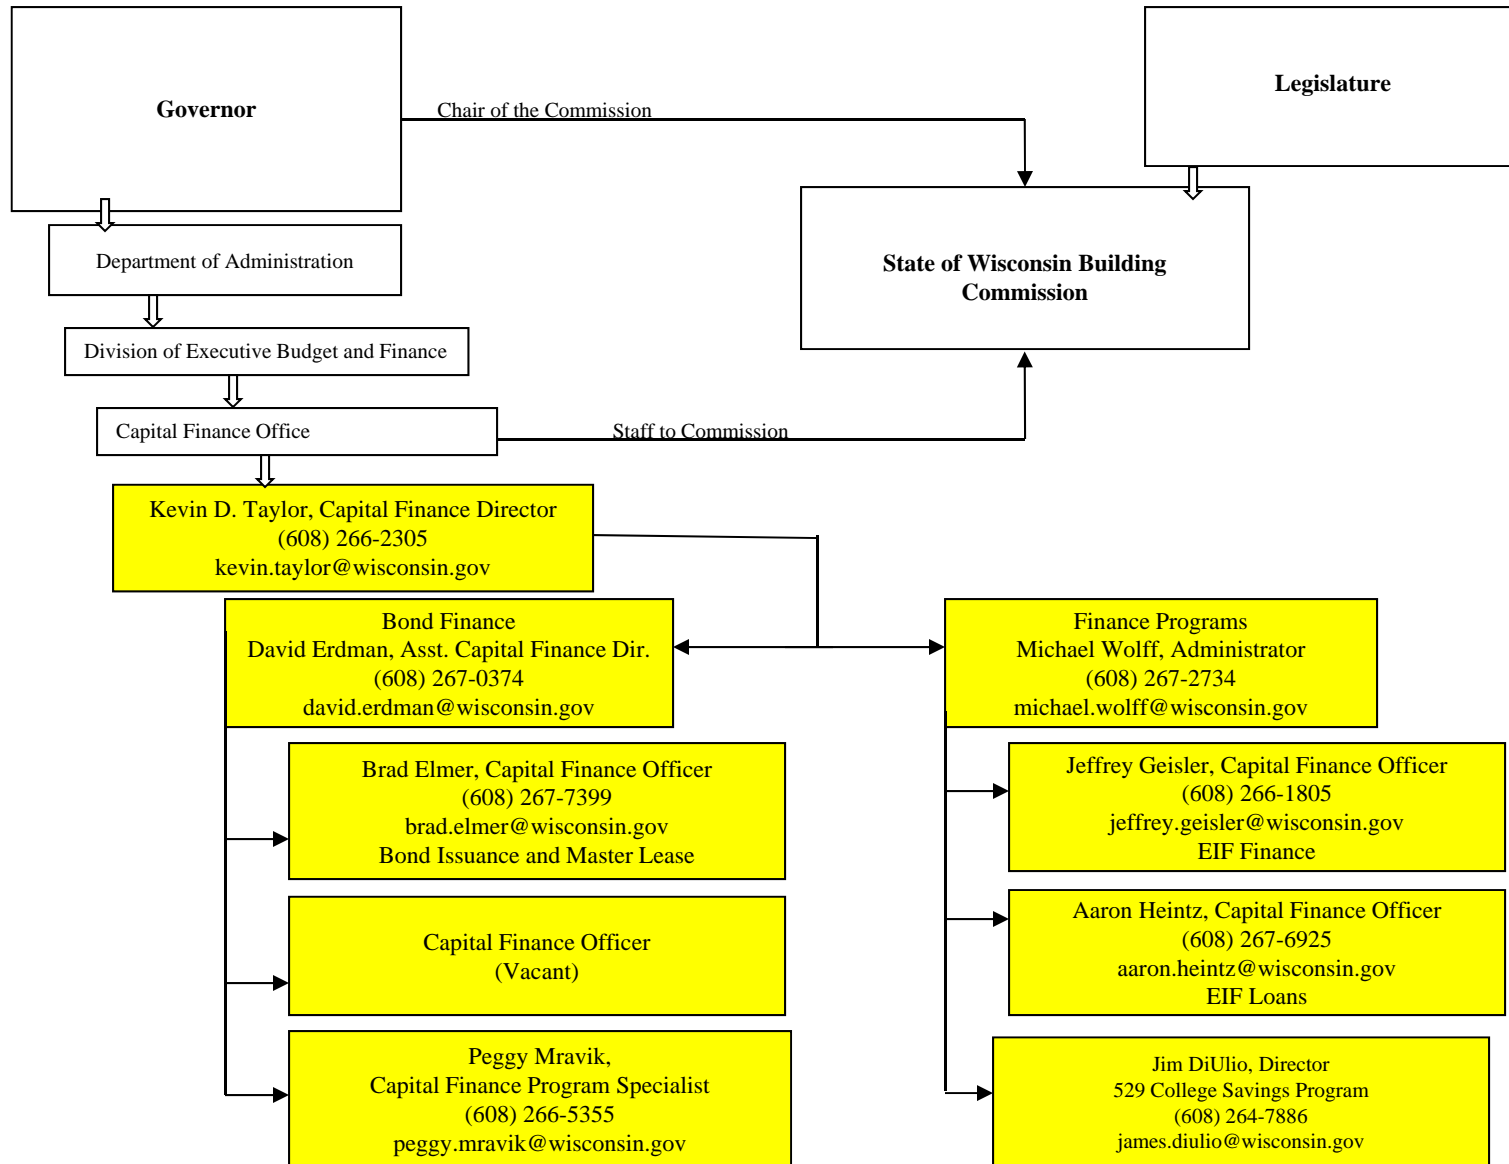 Governor
Chair of the Commission
Legislature
Department of Administration
State of Wisconsin Building
Commission
Division of Executive Budget and Finance
Capital Finance Office
Staff to Commission
Kevin D. Taylor, Capital Finance Director
(608) 266-2305
kevin.taylor@wisconsin.gov
Bond Finance
David Erdman, Asst. Capital Finance Dir.
(608) 267-0374
david.erdman@wisconsin.gov
Finance Programs
Michael Wolff, Administrator
(608) 267-2734
michael.wolff@wisconsin.gov
Brad Elmer, Capital Finance Officer
(608) 267-7399
brad.elmer@wisconsin.gov
Bond Issuance and Master Lease
Jeffrey Geisler, Capital Finance Officer
(608) 266-1805
jeffrey.geisler@wisconsin.gov
EIF Finance
Capital Finance Officer
(Vacant)
Aaron Heintz, Capital Finance Officer
(608) 267-6925
aaron.heintz@wisconsin.gov
EIF Loans
Peggy Mravik,
Capital Finance Program Specialist
(608) 266-5355
peggy.mravik@wisconsin.gov
Jim DiUlio, Director
529 College Savings Program
(608) 264-7886
james.diulio@wisconsin.gov